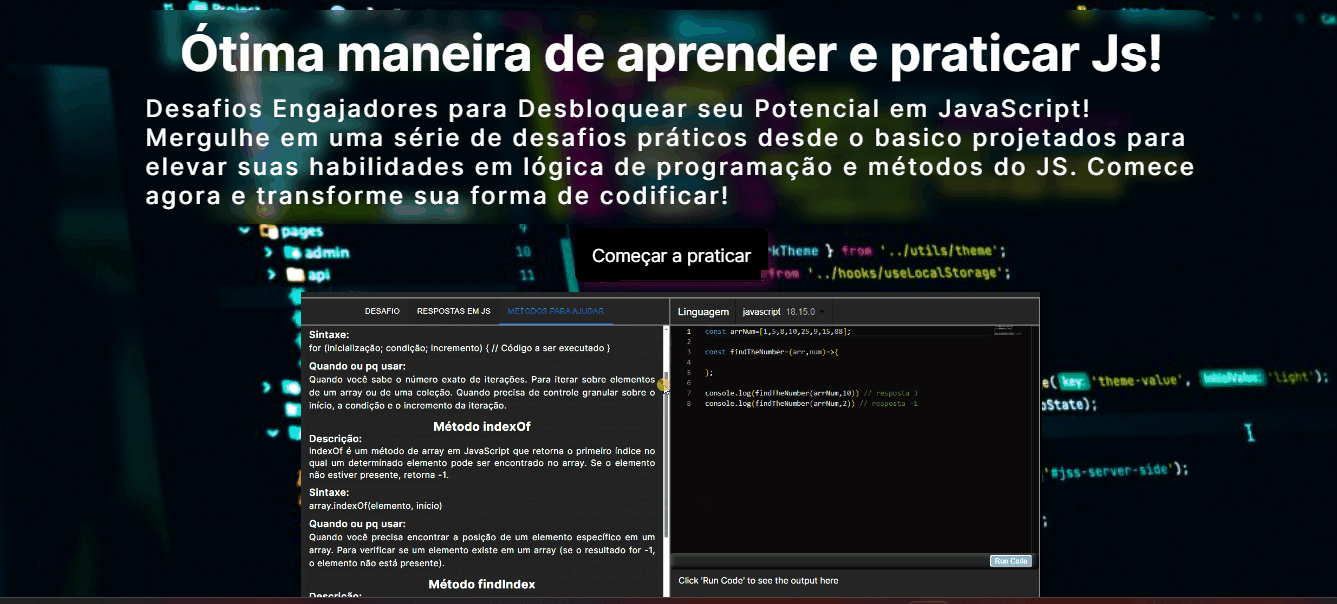 Project
Ótima maneira de aprender e praticar Js!
Desafios Engajadores para Desbloquear seu Potencial em JavaScript!
Mergulhe em uma série de desafios práticos desde o basico projetados para
elevar suas habilidades em lógica de programação e métodos do JS. Comece
agora e transforme sua forma de codificar!
pages
9
admin
10
api
11
Começar a praticar
kTheme } from '../utils/theme';
from '../hooks/useLocalStorage';
DESAFIO
RESPOSTAS EM JS
METODOS PARA AJUDAR
Sintaxe:
for (inicialização; condição; incremento) { // Código a ser executado }
Quando ou pq usar:
Quando você sabe o número exato de iterações. Para iterar sobre elementos
de um array ou de uma coleção. Quando precisa de controle granular sobre o
início, a condição e o incremento da iteração.
Método indexOf
Descrição:
indexOf é um método de array em JavaScript que retorna o primeiro índice no
qual um determinado elemento pode ser encontrado no array. Se o elemento
não estiver presente, retorna -1.
Sintaxe:
array.indexOf(elemento, início)
Quando ou pq usar:
Quando você precisa encontrar a posição de um elemento específico em um
array. Para verificar se um elemento existe em um array (se o resultado for -1,
o elemento não está presente).
Método findIndex
Descrição:
Linguagem
javascript 18.15.0
1 const arrNum=[1,5,8,10,25,9,15,88];
2
3 const findTheNumber=(arr,num)=>{
4
5 };
6
7 console.log(findTheNumber(arrNum,10)) // resposta 3
8 console.log(findTheNumber(arrNum,2)) // resposta -1
Run Code
Click 'Run Code' to see the output here
e( key: 'theme-value', initialValue: 'light');
State);
'#jss-server-side');